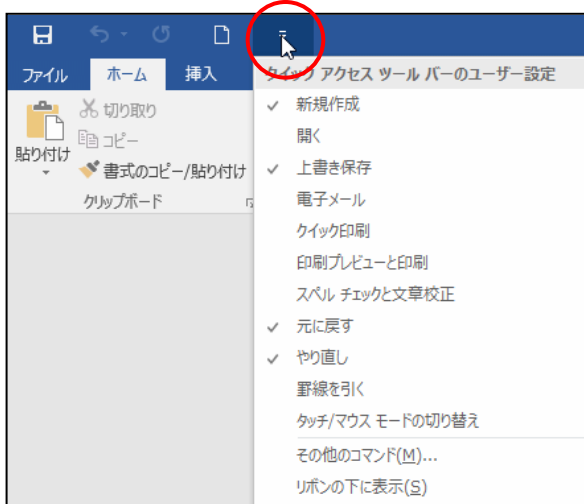 ファイル ホーム 挿入
クイック アクセス ツール バーのユーザー設定
切り取り
コピー
貼り付け
書式のコピー/貼り付け
クリップボード
新規作成
開く
上書き保存
電子メール
クイック印刷
印刷プレビューと印刷
スペル チェックと文章校正
元に戻す
やり直し
罫線を引く
タッチ/マウス モードの切り替え
その他のコマンド(M)...
リボンの下に表示(S)